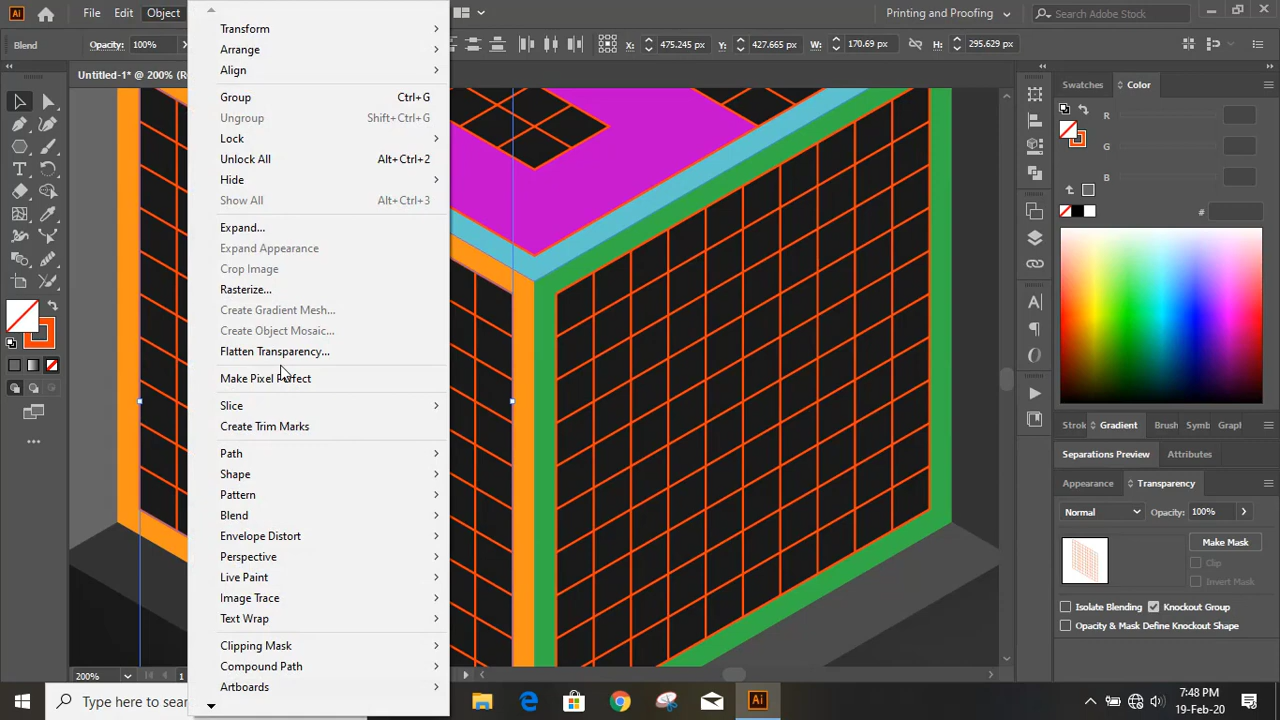 Ai
File Edit Object
Printing and Proofing
Search Adobe Stock
Blend
Opacity: 100%
X: 475.245 px
Y: 427.665 px
W: 170.69 px
H: 295.629 px
Untitled-1* @ 200%
Transform
Arrange
Align
Group Ctrl+G
Ungroup Shift+Ctrl+G
Lock
Unlock All Alt+Ctrl+2
Hide
Show All Alt+Ctrl+3
Expand...
Expand Appearance
Crop Image
Rasterize...
Create Gradient Mesh...
Create Object Mosaic...
Flatten Transparency...
Make Pixel Perfect
Slice
Create Trim Marks
Path
Shape
Pattern
Blend
Envelope Distort
Perspective
Live Paint
Image Trace
Text Wrap
Clipping Mask
Compound Path
Artboards
Swatches Color
R
G
B
#
Strok Gradient Brush Symb Grapl
Separations Preview Attributes
Appearance Transparency
Normal Opacity: 100%
Make Mask
Clip
Invert Mask
Isolate Blending Knockout Group
Opacity & Mask Define Knockout Shape
200%
1
Type here to sear
Ai
7:48 PM
19-Feb-20